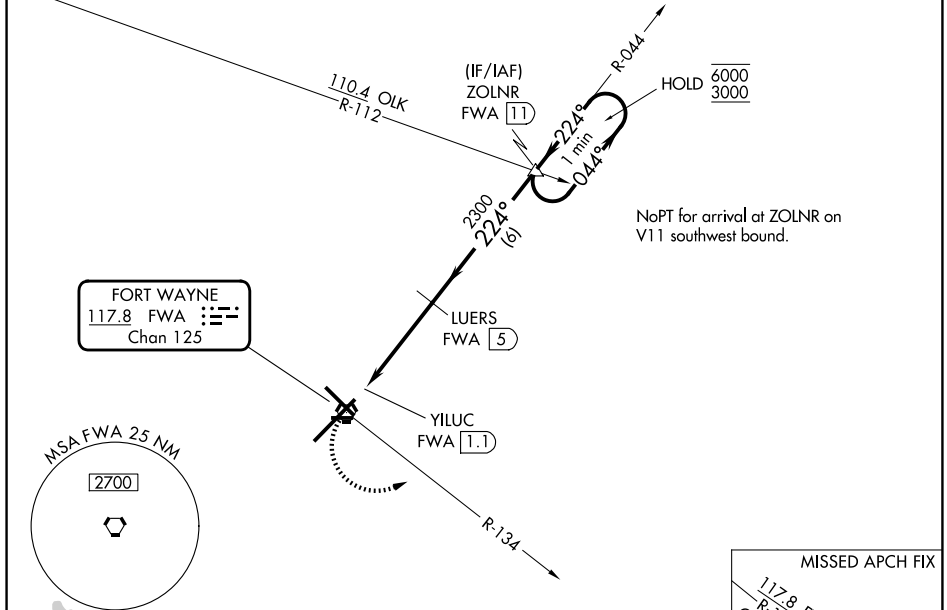 110.4 OLK
R-112
(IF/IAF)
ZOLNR
FWA 11
R-044
HOLD 6000
3000
224°
1 min
044°
2300
224°
(6)
NoPT for arrival at ZOLNR on
V11 southwest bound.
FORT WAYNE
117.8 FWA
Chan 125
LUERS
FWA 5
YILUC
FWA 1.1
MSA FWA 25 NM
2700
R-134
MISSED APCH FIX
117.8